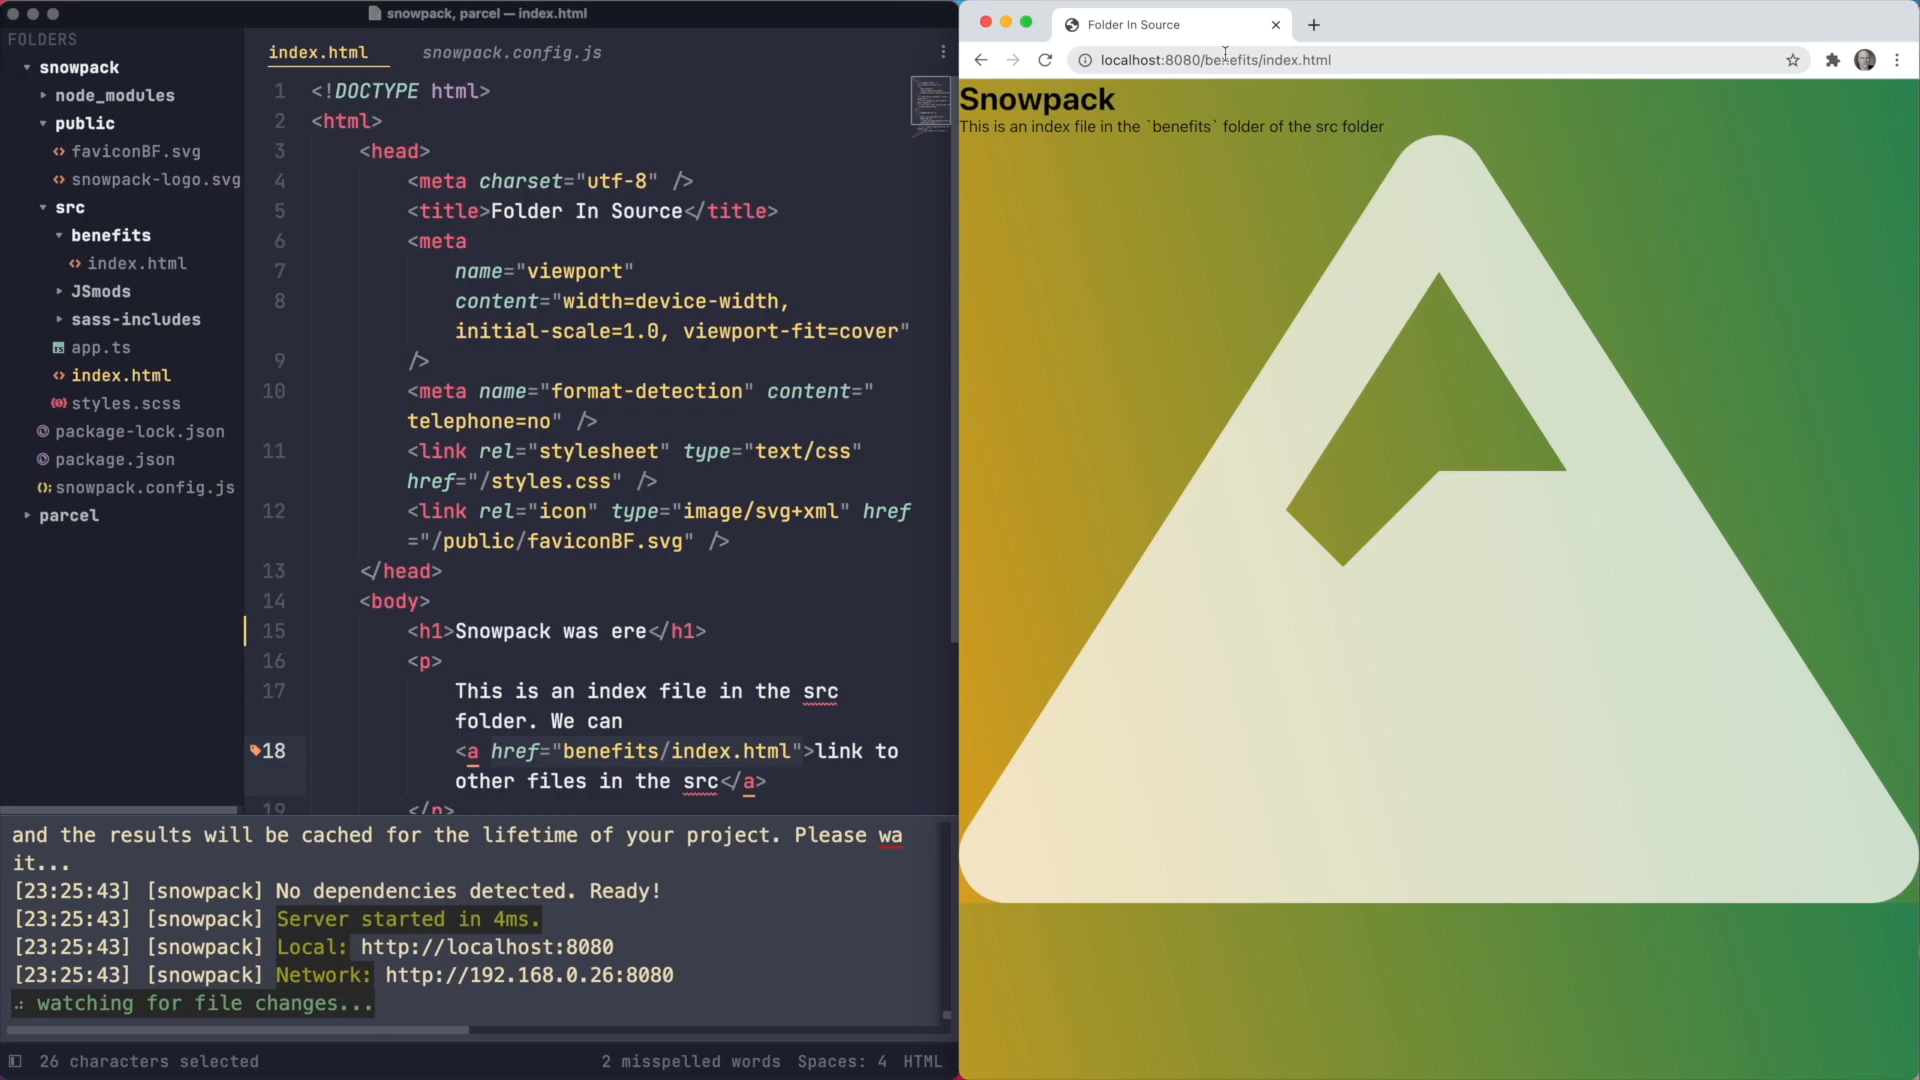 snowpack, parcel — index.html
FOLDERS
snowpack
node_modules
public
faviconBF.svg
snowpack-logo.svg
src
benefits
index.html
JSmods
sass-includes
app.ts
index.html
styles.scss
package-lock.json
package.json
snowpack.config.js
parcel
index.html
snowpack.config.js
1 <!DOCTYPE html>
2 <html>
3 <head>
4 <meta charset="utf-8" />
5 <title>Folder In Source</title>
6 <meta
7 name="viewport"
8 content="width=device-width,
initial-scale=1.0, viewport-fit=cover"
9 />
10 <meta name="format-detection" content="
telephone=no" />
11 <link rel="stylesheet" type="text/css"
href="/styles.css" />
12 <link rel="icon" type="image/svg+xml" href
="/public/faviconBF.svg" />
13 </head>
14 <body>
15 <h1>Snowpack was ere</h1>
16 <p>
17 This is an index file in the src
folder. We can
18 <a href="benefits/index.html">link to
other files in the src</a>
19 </p>
and the results will be cached for the lifetime of your project. Please wa
it...
[23:25:43] [snowpack] No dependencies detected. Ready!
[23:25:43] [snowpack] Server started in 4ms.
[23:25:43] [snowpack] Local: http://localhost:8080
[23:25:43] [snowpack] Network: http://192.168.0.26:8080
watching for file changes...
26 characters selected
2 misspelled words
Spaces: 4
HTML
Folder In Source
localhost:8080/benefits/index.html
Snowpack
This is an index file in the `benefits` folder of the src folder